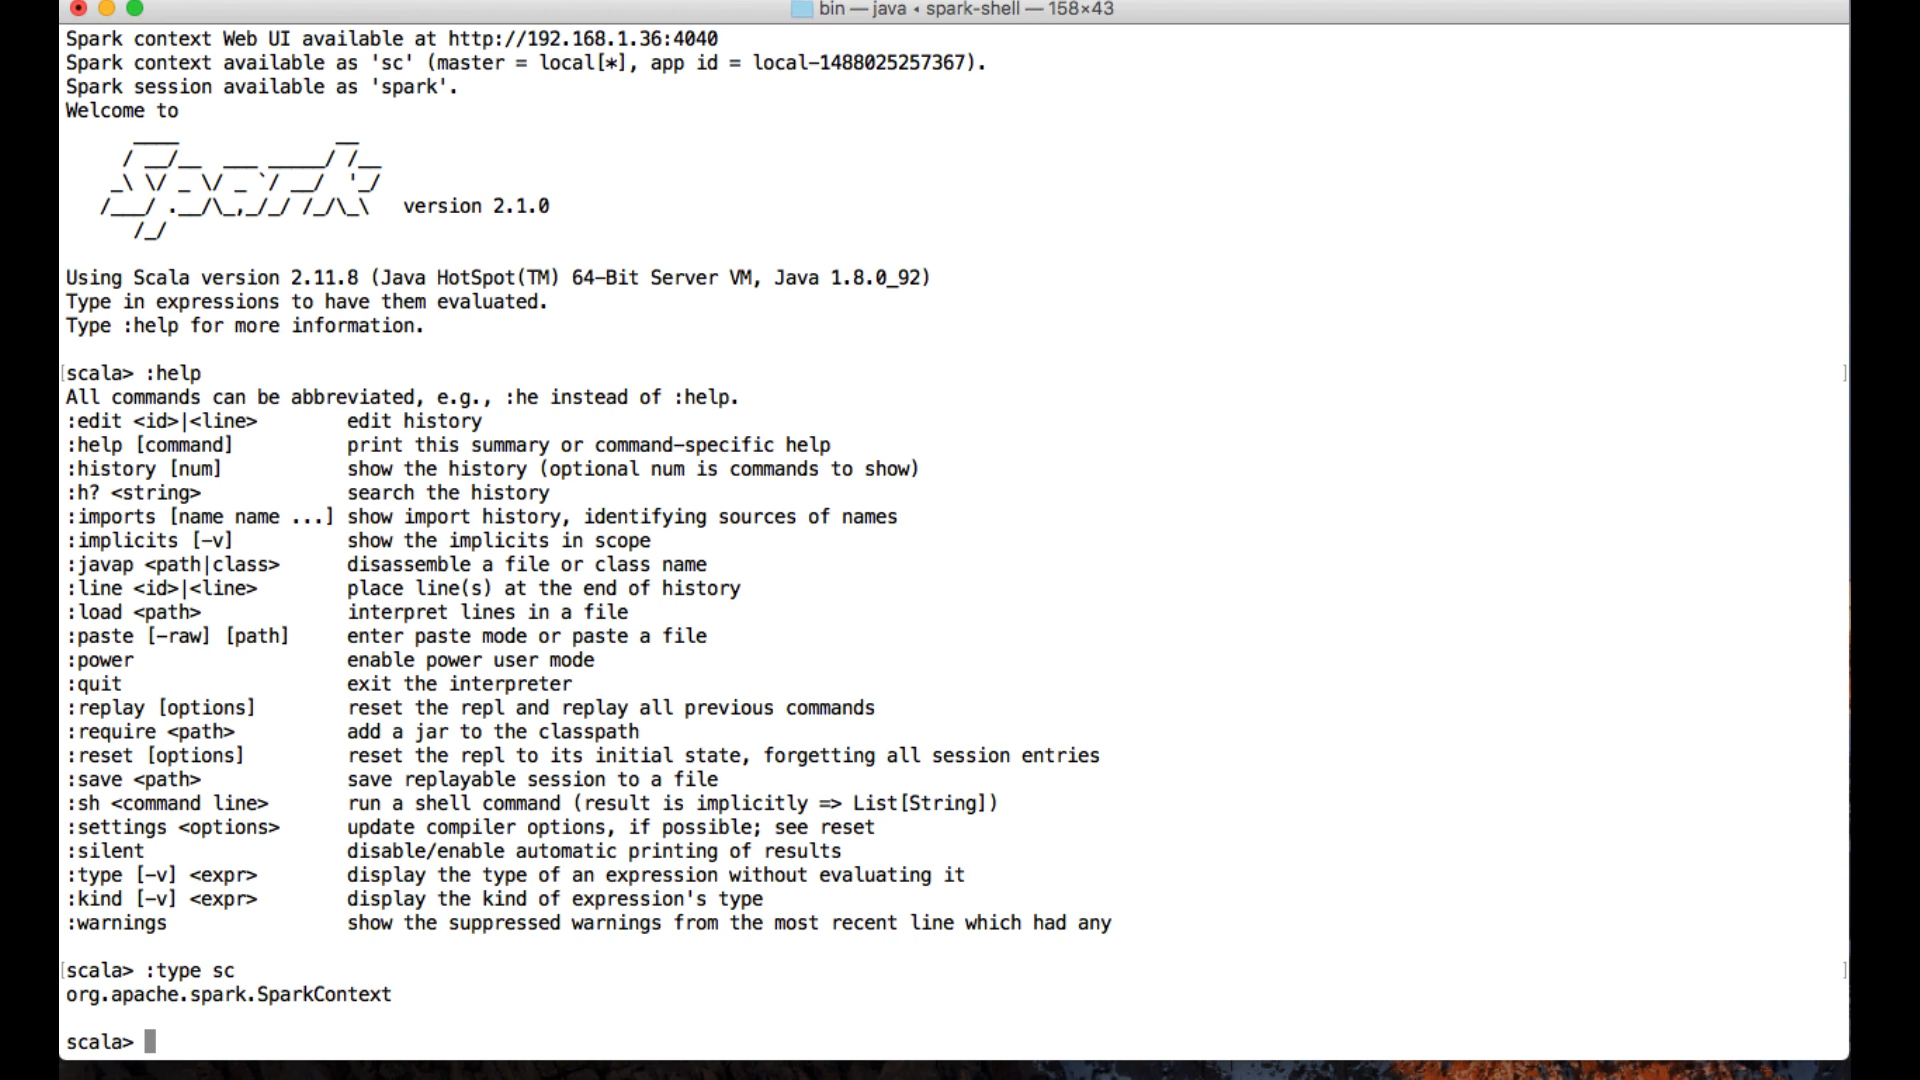 bin — java ◂ spark-shell — 158×43
Spark context Web UI available at http://192.168.1.36:4040
Spark context available as 'sc' (master = local[*], app id = local-1488025257367).
Spark session available as 'spark'.
Welcome to
      ____              __
     / __/__  ___ _____/ /__
    _\ \/ _ \/ _ `/ __/  '_/
   /___/ .__/\_,_/_/ /_/\_\   version 2.1.0
      /_/
Using Scala version 2.11.8 (Java HotSpot(TM) 64-Bit Server VM, Java 1.8.0_92)
Type in expressions to have them evaluated.
Type :help for more information.
[scala> :help ]
All commands can be abbreviated, e.g., :he instead of :help.
:edit <id>|<line>        edit history
:help [command]          print this summary or command-specific help
:history [num]           show the history (optional num is commands to show)
:h? <string>             search the history
:imports [name name ...] show import history, identifying sources of names
:implicits [-v]          show the implicits in scope
:javap <path|class>      disassemble a file or class name
:line <id>|<line>        place line(s) at the end of history
:load <path>             interpret lines in a file
:paste [-raw] [path]     enter paste mode or paste a file
:power                   enable power user mode
:quit                    exit the interpreter
:replay [options]        reset the repl and replay all previous commands
:require <path>          add a jar to the classpath
:reset [options]         reset the repl to its initial state, forgetting all session entries
:save <path>             save replayable session to a file
:sh <command line>       run a shell command (result is implicitly => List[String])
:settings <options>      update compiler options, if possible; see reset
:silent                  disable/enable automatic printing of results
:type [-v] <expr>        display the type of an expression without evaluating it
:kind [-v] <expr>        display the kind of expression's type
:warnings                show the suppressed warnings from the most recent line which had any
[scala> :type sc ]
org.apache.spark.SparkContext
scala>